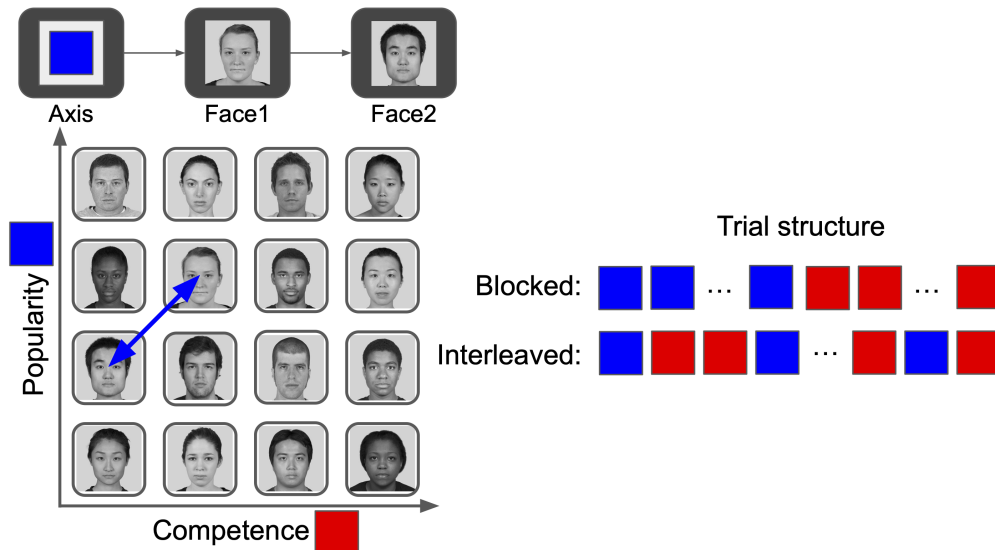 Axis
Face1
Face2
Popularity
Competence
Trial structure
Blocked:
...
...
Interleaved:
...